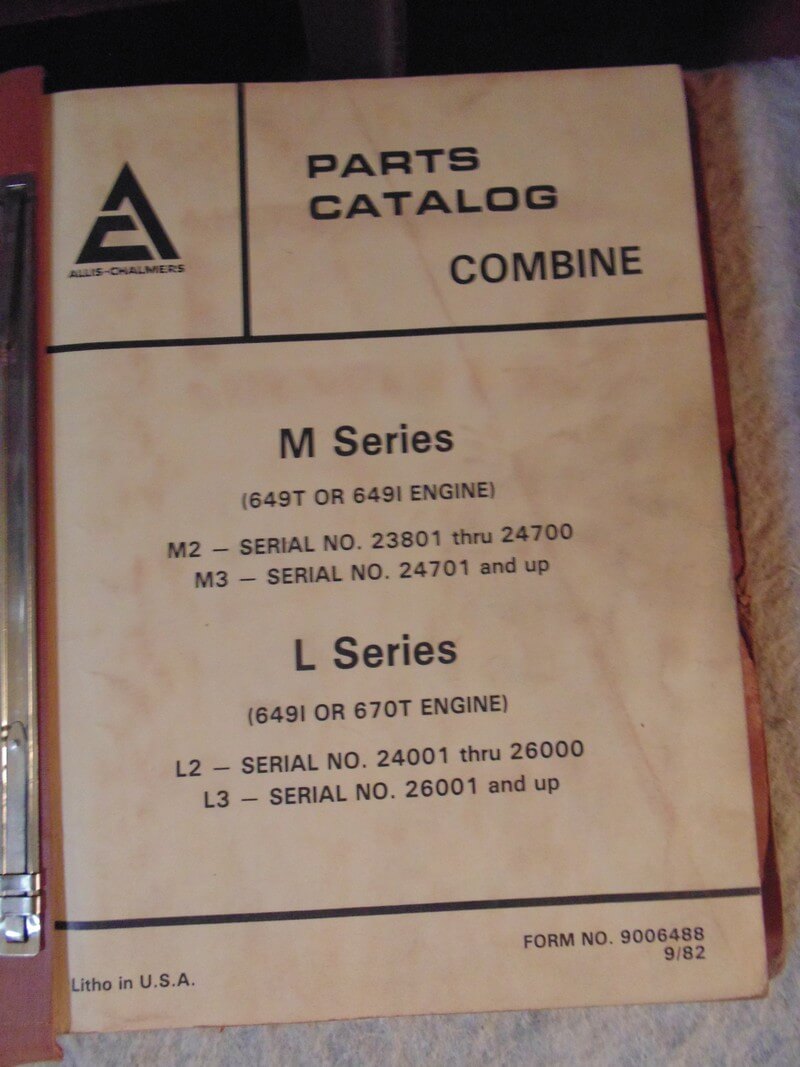 ALLIS-CHALMERS
PARTS
CATALOG
COMBINE
M Series
(649T OR 649I ENGINE)
M2 — SERIAL NO. 23801 thru 24700
M3 — SERIAL NO. 24701 and up
L Series
(649I OR 670T ENGINE)
L2 — SERIAL NO. 24001 thru 26000
L3 — SERIAL NO. 26001 and up
FORM NO. 9006488
9/82
Litho in U.S.A.